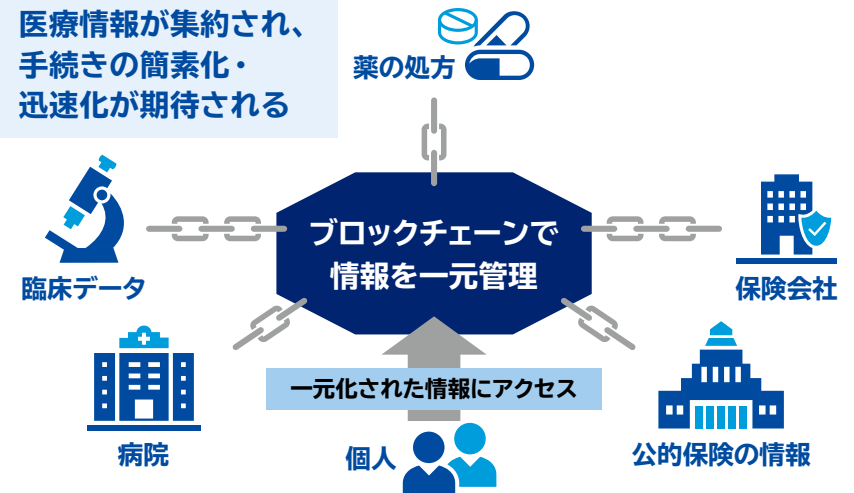 医療情報が集約され、
手続きの簡素化・
迅速化が期待される
薬の処方
ブロックチェーンで
情報を一元管理
臨床データ
保険会社
一元化された情報にアクセス
病院
個人
公的保険の情報